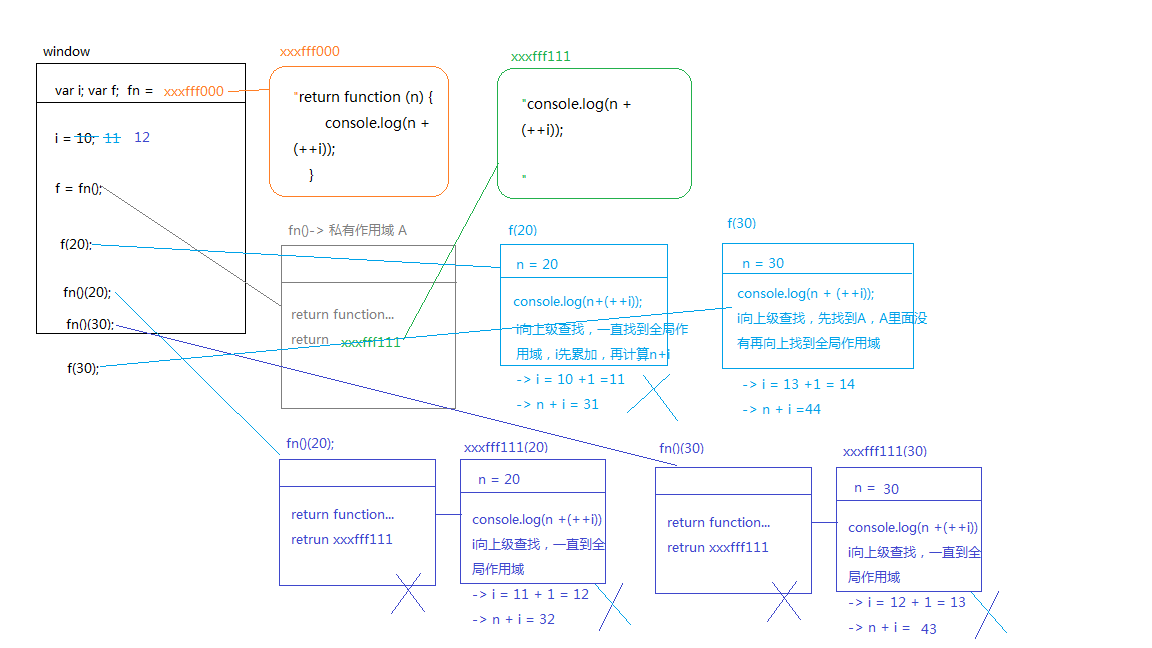 window
var i; var f; fn = xxxfff000
i = 10; 11 12
f = fn();
f(20);
fn()(20);
fn()(30);
f(30);
xxxfff000
"return function (n) {
console.log(n +
(++i));
}
xxxfff111
"console.log(n +
(++i));
"
fn()-> 私有作用域 A
return function...
return xxxfff111
f(20)
n = 20
console.log(n+(++i));
i向上级查找，一直找到全局作
用域，i先累加，再计算n+i
-> i = 10 +1 =11
-> n + i = 31
f(30)
n = 30
console.log(n + (++i));
i向上级查找，先找到A，A里面没
有再向上找到全局作用域
-> i = 13 +1 = 14
-> n + i =44
fn()(20);
return function...
retrun xxxfff111
xxxfff111(20)
n = 20
console.log(n +(++i))
i向上级查找，一直到全
局作用域
-> i = 11 + 1 = 12
-> n + i = 32
fn()(30)
return function...
retrun xxxfff111
xxxfff111(30)
n = 30
console.log(n +(++i))
i向上级查找，一直到全
局作用域
-> i = 12 + 1 = 13
-> n + i = 43